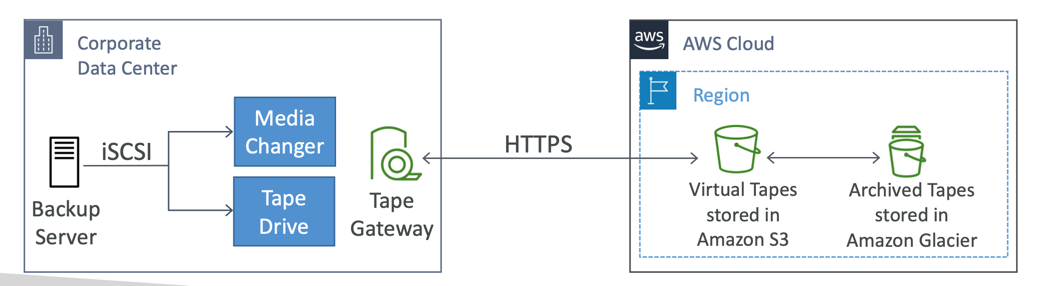 Corporate
Data Center
iSCSI
Backup
Server
Media
Changer
Tape
Drive
Tape
Gateway
HTTPS
aws
AWS Cloud
Region
Virtual Tapes
stored in
Amazon S3
Archived Tapes
stored in
Amazon Glacier